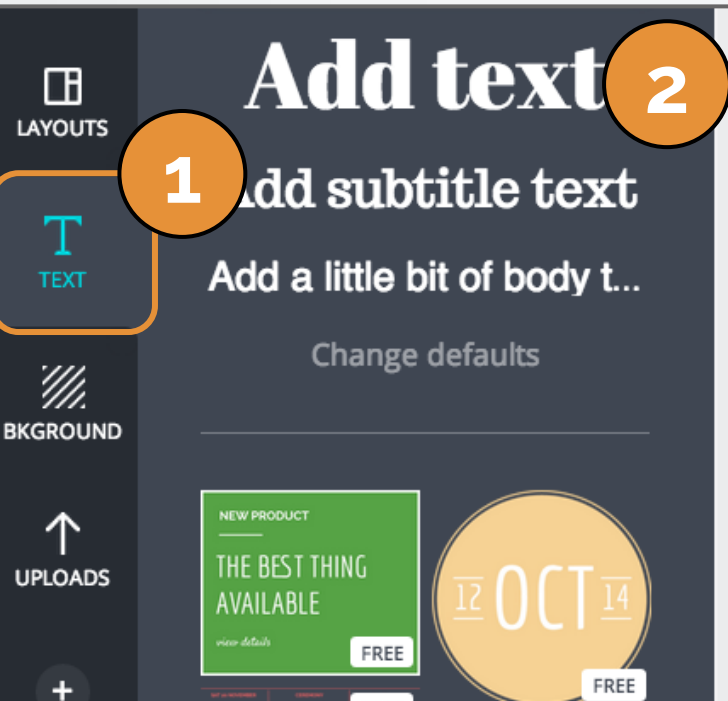 LAYOUTS
TEXT
BKGROUND
UPLOADS
+
1
2
Add text
Add subtitle text
Add a little bit of body t...
Change defaults
NEW PRODUCT
THE BEST THING
AVAILABLE
view details
FREE
12 OCT 14
FREE